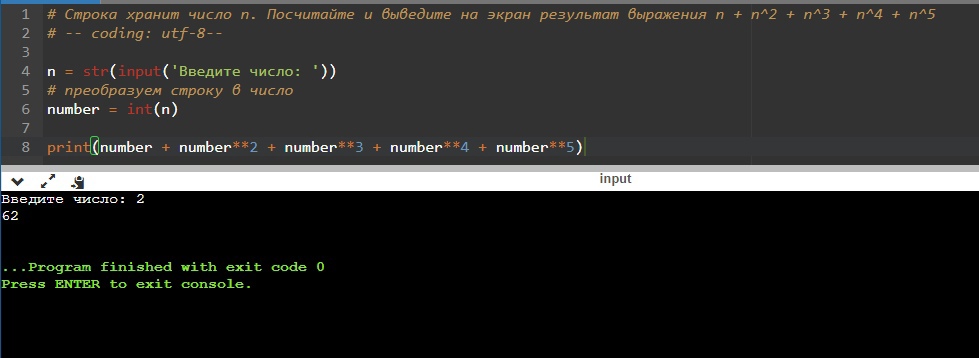 1 # Строка хранит число n. Посчитайте и выведите на экран результат выражения n + n^2 + n^3 + n^4 + n^5
2 # -- coding: utf-8--
3
4 n = str(input('Введите число: '))
5 # преобразуем строку в число
6 number = int(n)
7
8 print(number + number**2 + number**3 + number**4 + number**5)
input
Введите число: 2
62
...Program finished with exit code 0
Press ENTER to exit console.